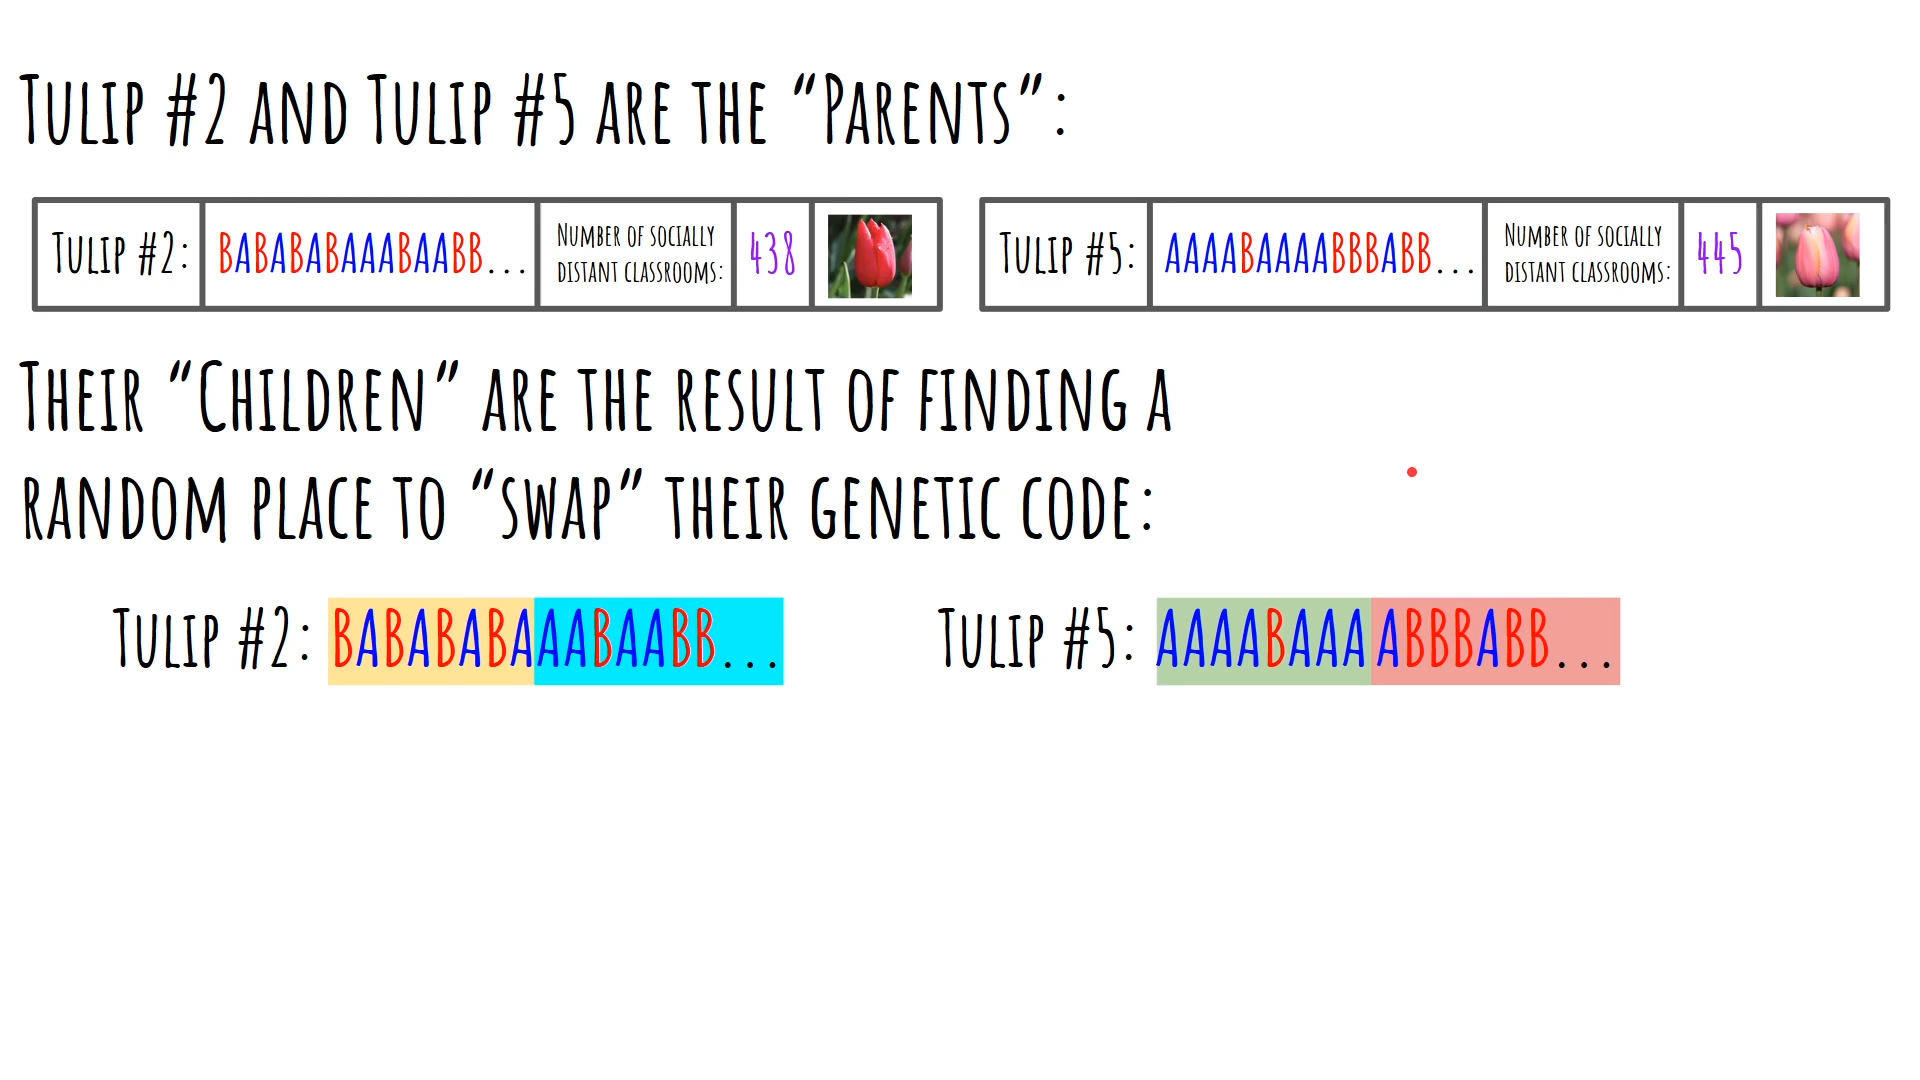 Tulip #2 and Tulip #5 are the “Parents”:
Tulip #2: BABABABAAABAABB... Number of socially distant classrooms: 438
Tulip #5: AAAABAAAABBBABB... Number of socially distant classrooms: 445
Their “Children” are the result of finding a
random place to “swap” their genetic code:
Tulip #2: BABABABAAABAABB...
Tulip #5: AAAABAAAABBBABB...